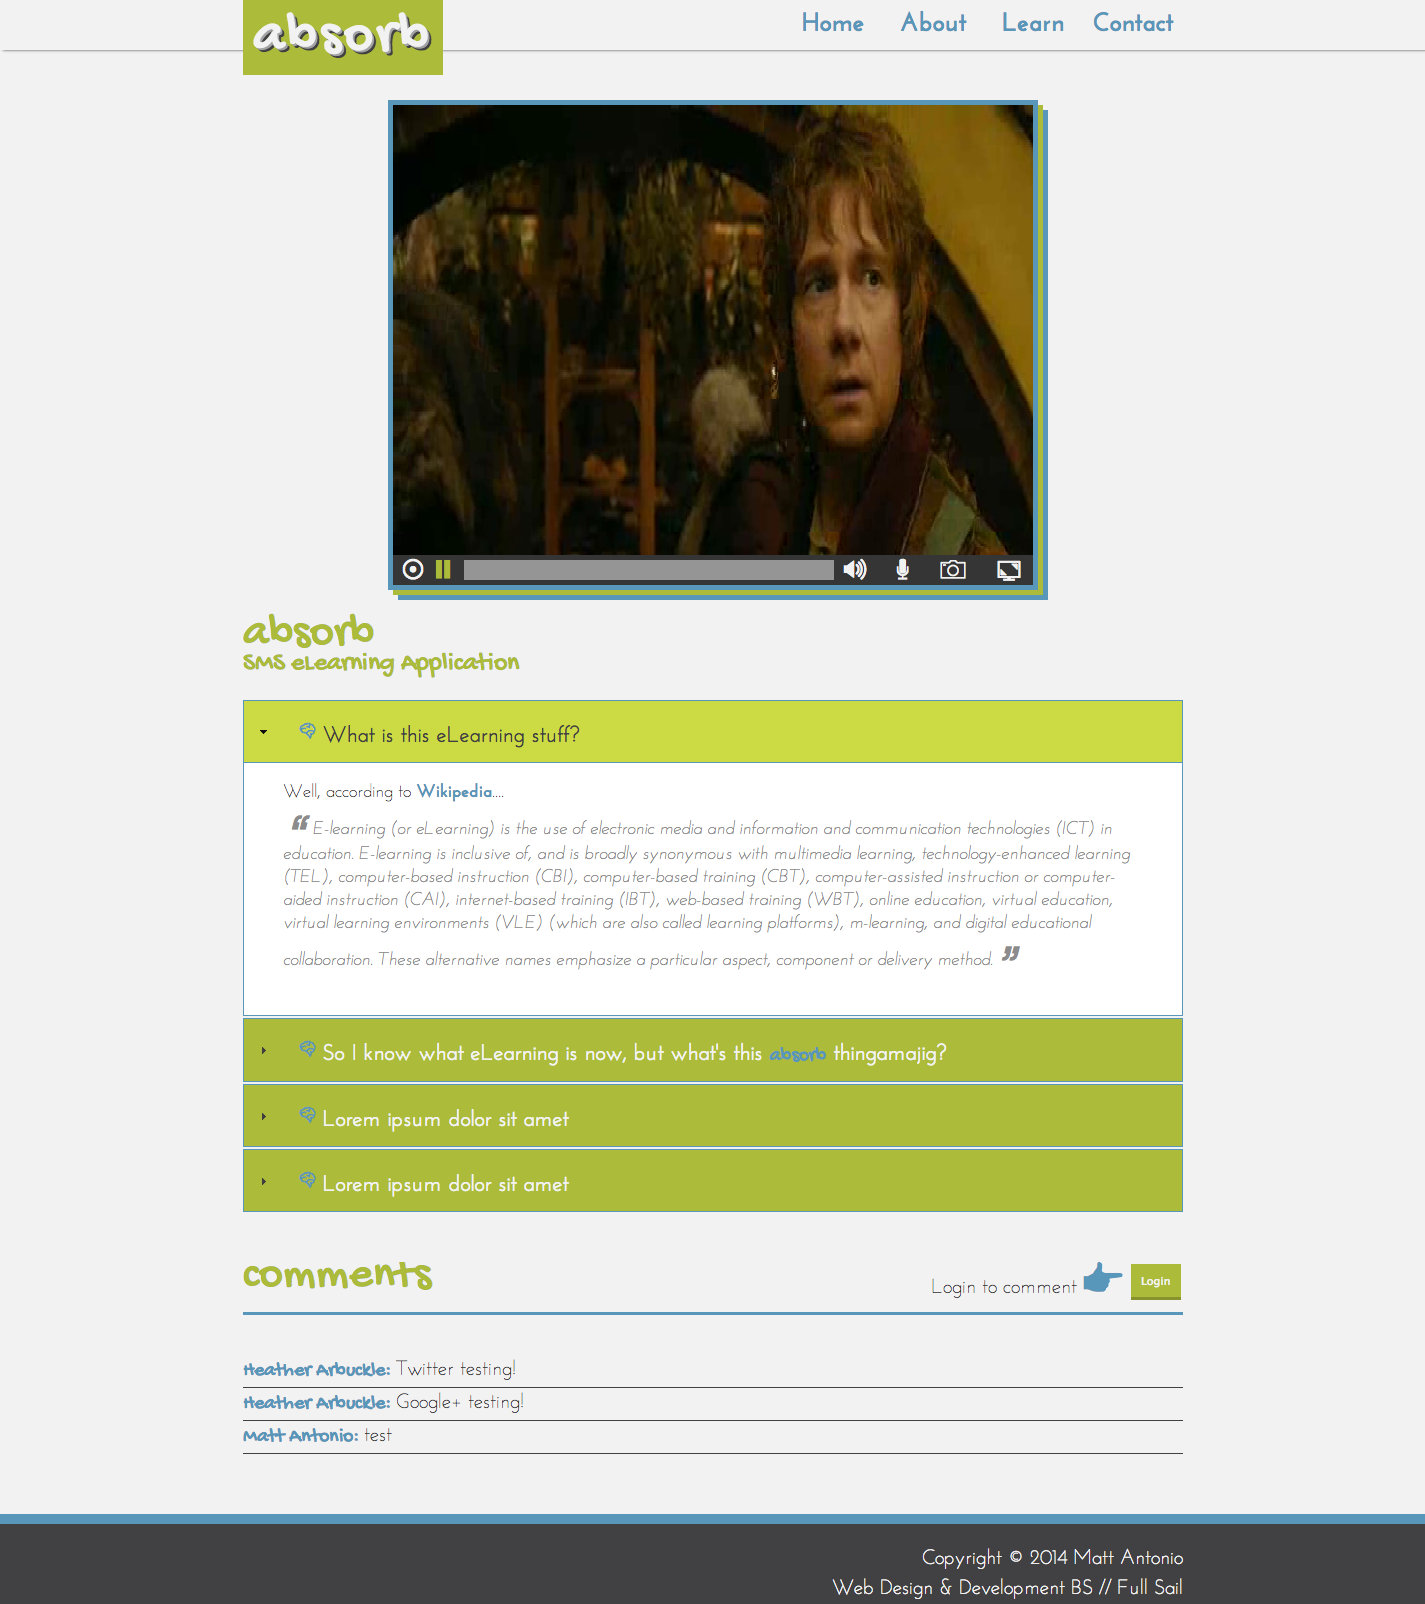 absorb
Home About Learn Contact
absorb
SMS eLearning Application
What is this eLearning stuff?
Well, according to Wikipedia....
“ E-learning (or eLearning) is the use of electronic media and information and communication technologies (ICT) in
education. E-learning is inclusive of, and is broadly synonymous with multimedia learning, technology-enhanced learning
(TEL), computer-based instruction (CBI), computer-based training (CBT), computer-assisted instruction or computer-
aided instruction (CAI), internet-based training (IBT), web-based training (WBT), online education, virtual education,
virtual learning environments (VLE) (which are also called learning platforms), m-learning, and digital educational
collaboration. These alternative names emphasize a particular aspect, component or delivery method. ”
So I know what eLearning is now, but what's this absorb thingamajig?
Lorem ipsum dolor sit amet
Lorem ipsum dolor sit amet
comments
Login to comment Login
Heather Arbuckle: Twitter testing!
Heather Arbuckle: Google+ testing!
Matt Antonio: test
Copyright © 2014 Matt Antonio
Web Design & Development BS // Full Sail